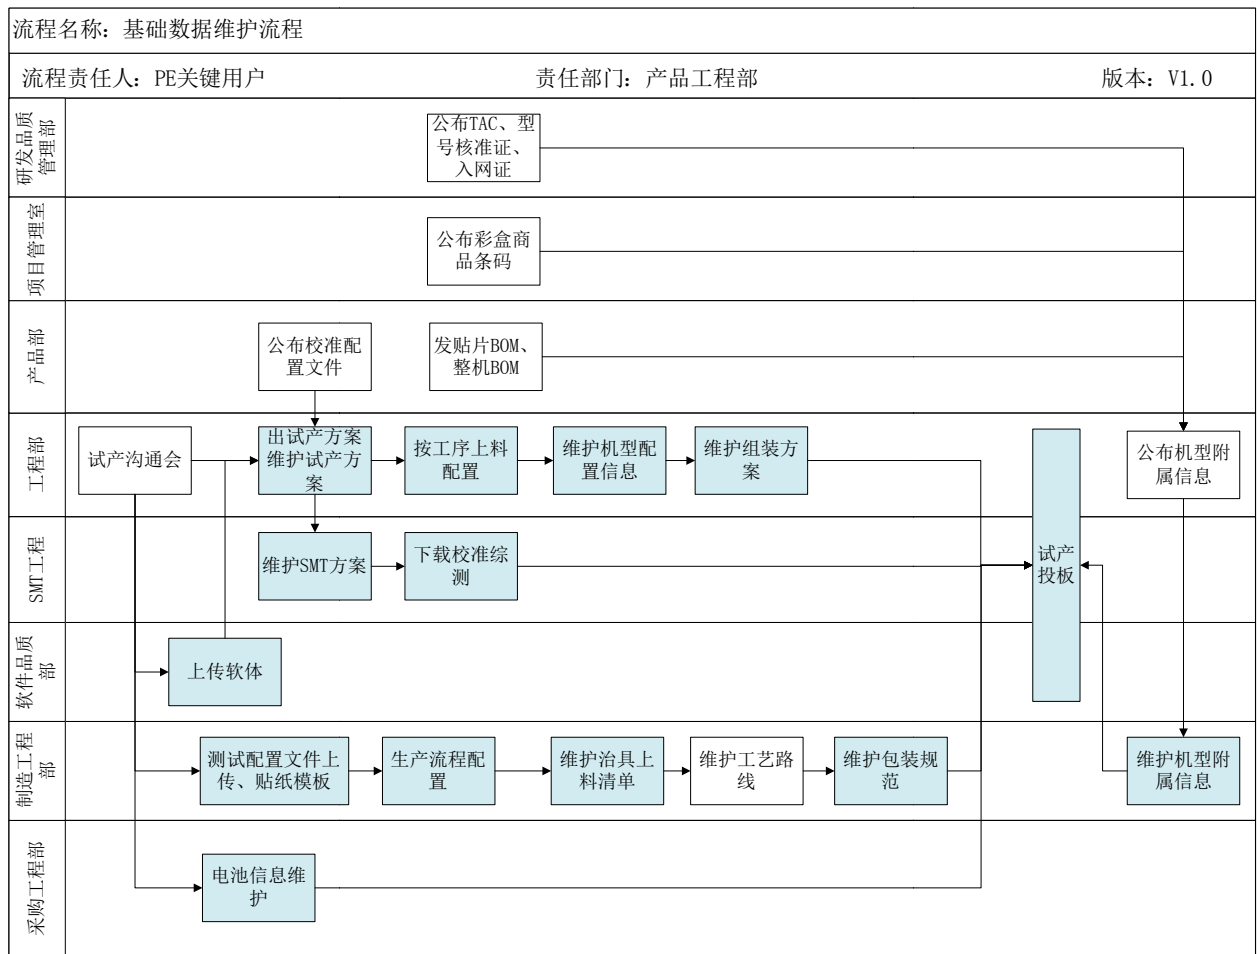 流程名称：基础数据维护流程
流程责任人：PE关键用户
责任部门：产品工程部
版本：V1.0
研发品质
管理部
公布TAC、型
号核准证、
入网证
项目管理室
公布彩盒商
品条码
产品部
公布校准配
置文件
发贴片BOM、
整机BOM
工程部
试产沟通会
出试产方案
维护试产方
案
按工序上料
配置
维护机型配
置信息
维护组装方
案
公布机型附
属信息
SMT工程
维护SMT方案
下载校准综
测
试产
投板
软件品质
部
上传软体
制造工程
部
测试配置文件上
传、贴纸模板
生产流程配
置
维护治具上
料清单
维护工艺路
线
维护包装规
范
维护机型附
属信息
采购工程部
电池信息维
护